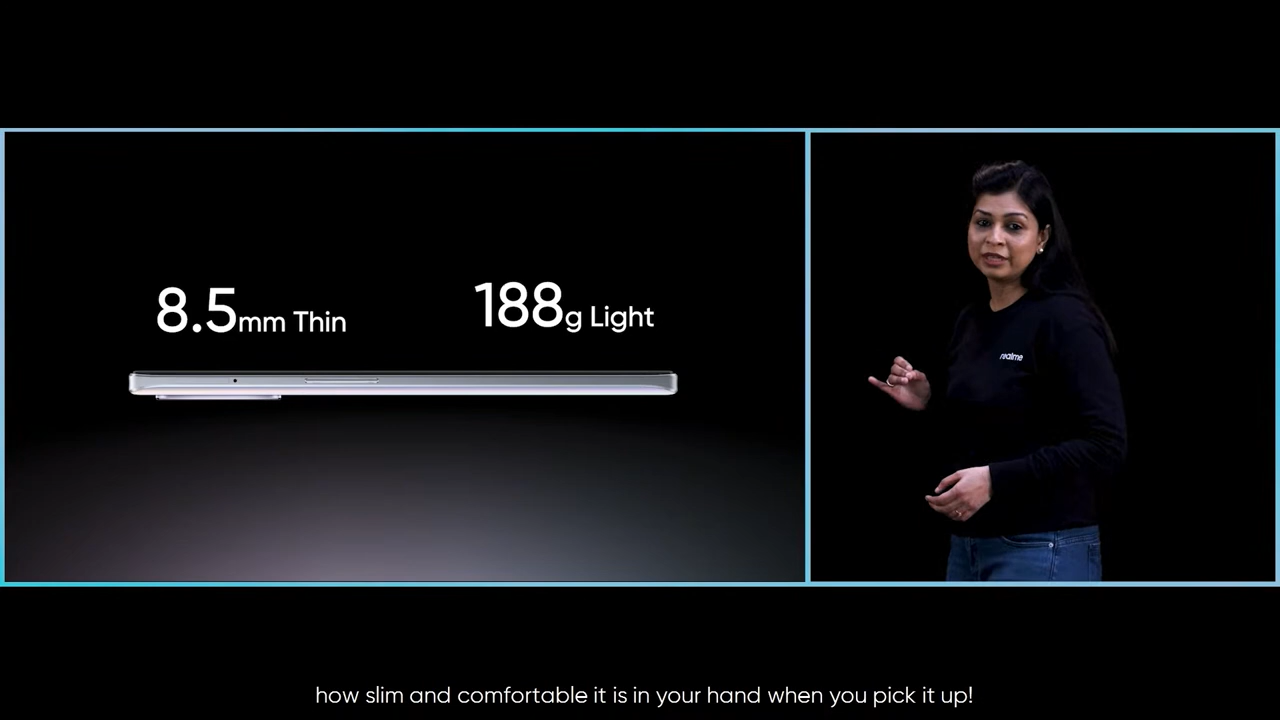 8.5mm Thin
188g Light
realme
how slim and comfortable it is in your hand when you pick it up!